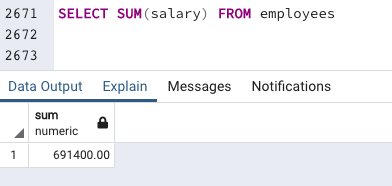 2671 SELECT SUM(salary) FROM employees
2672
2673
Data Output Explain Messages Notifications
sum
numeric
1 691400.00